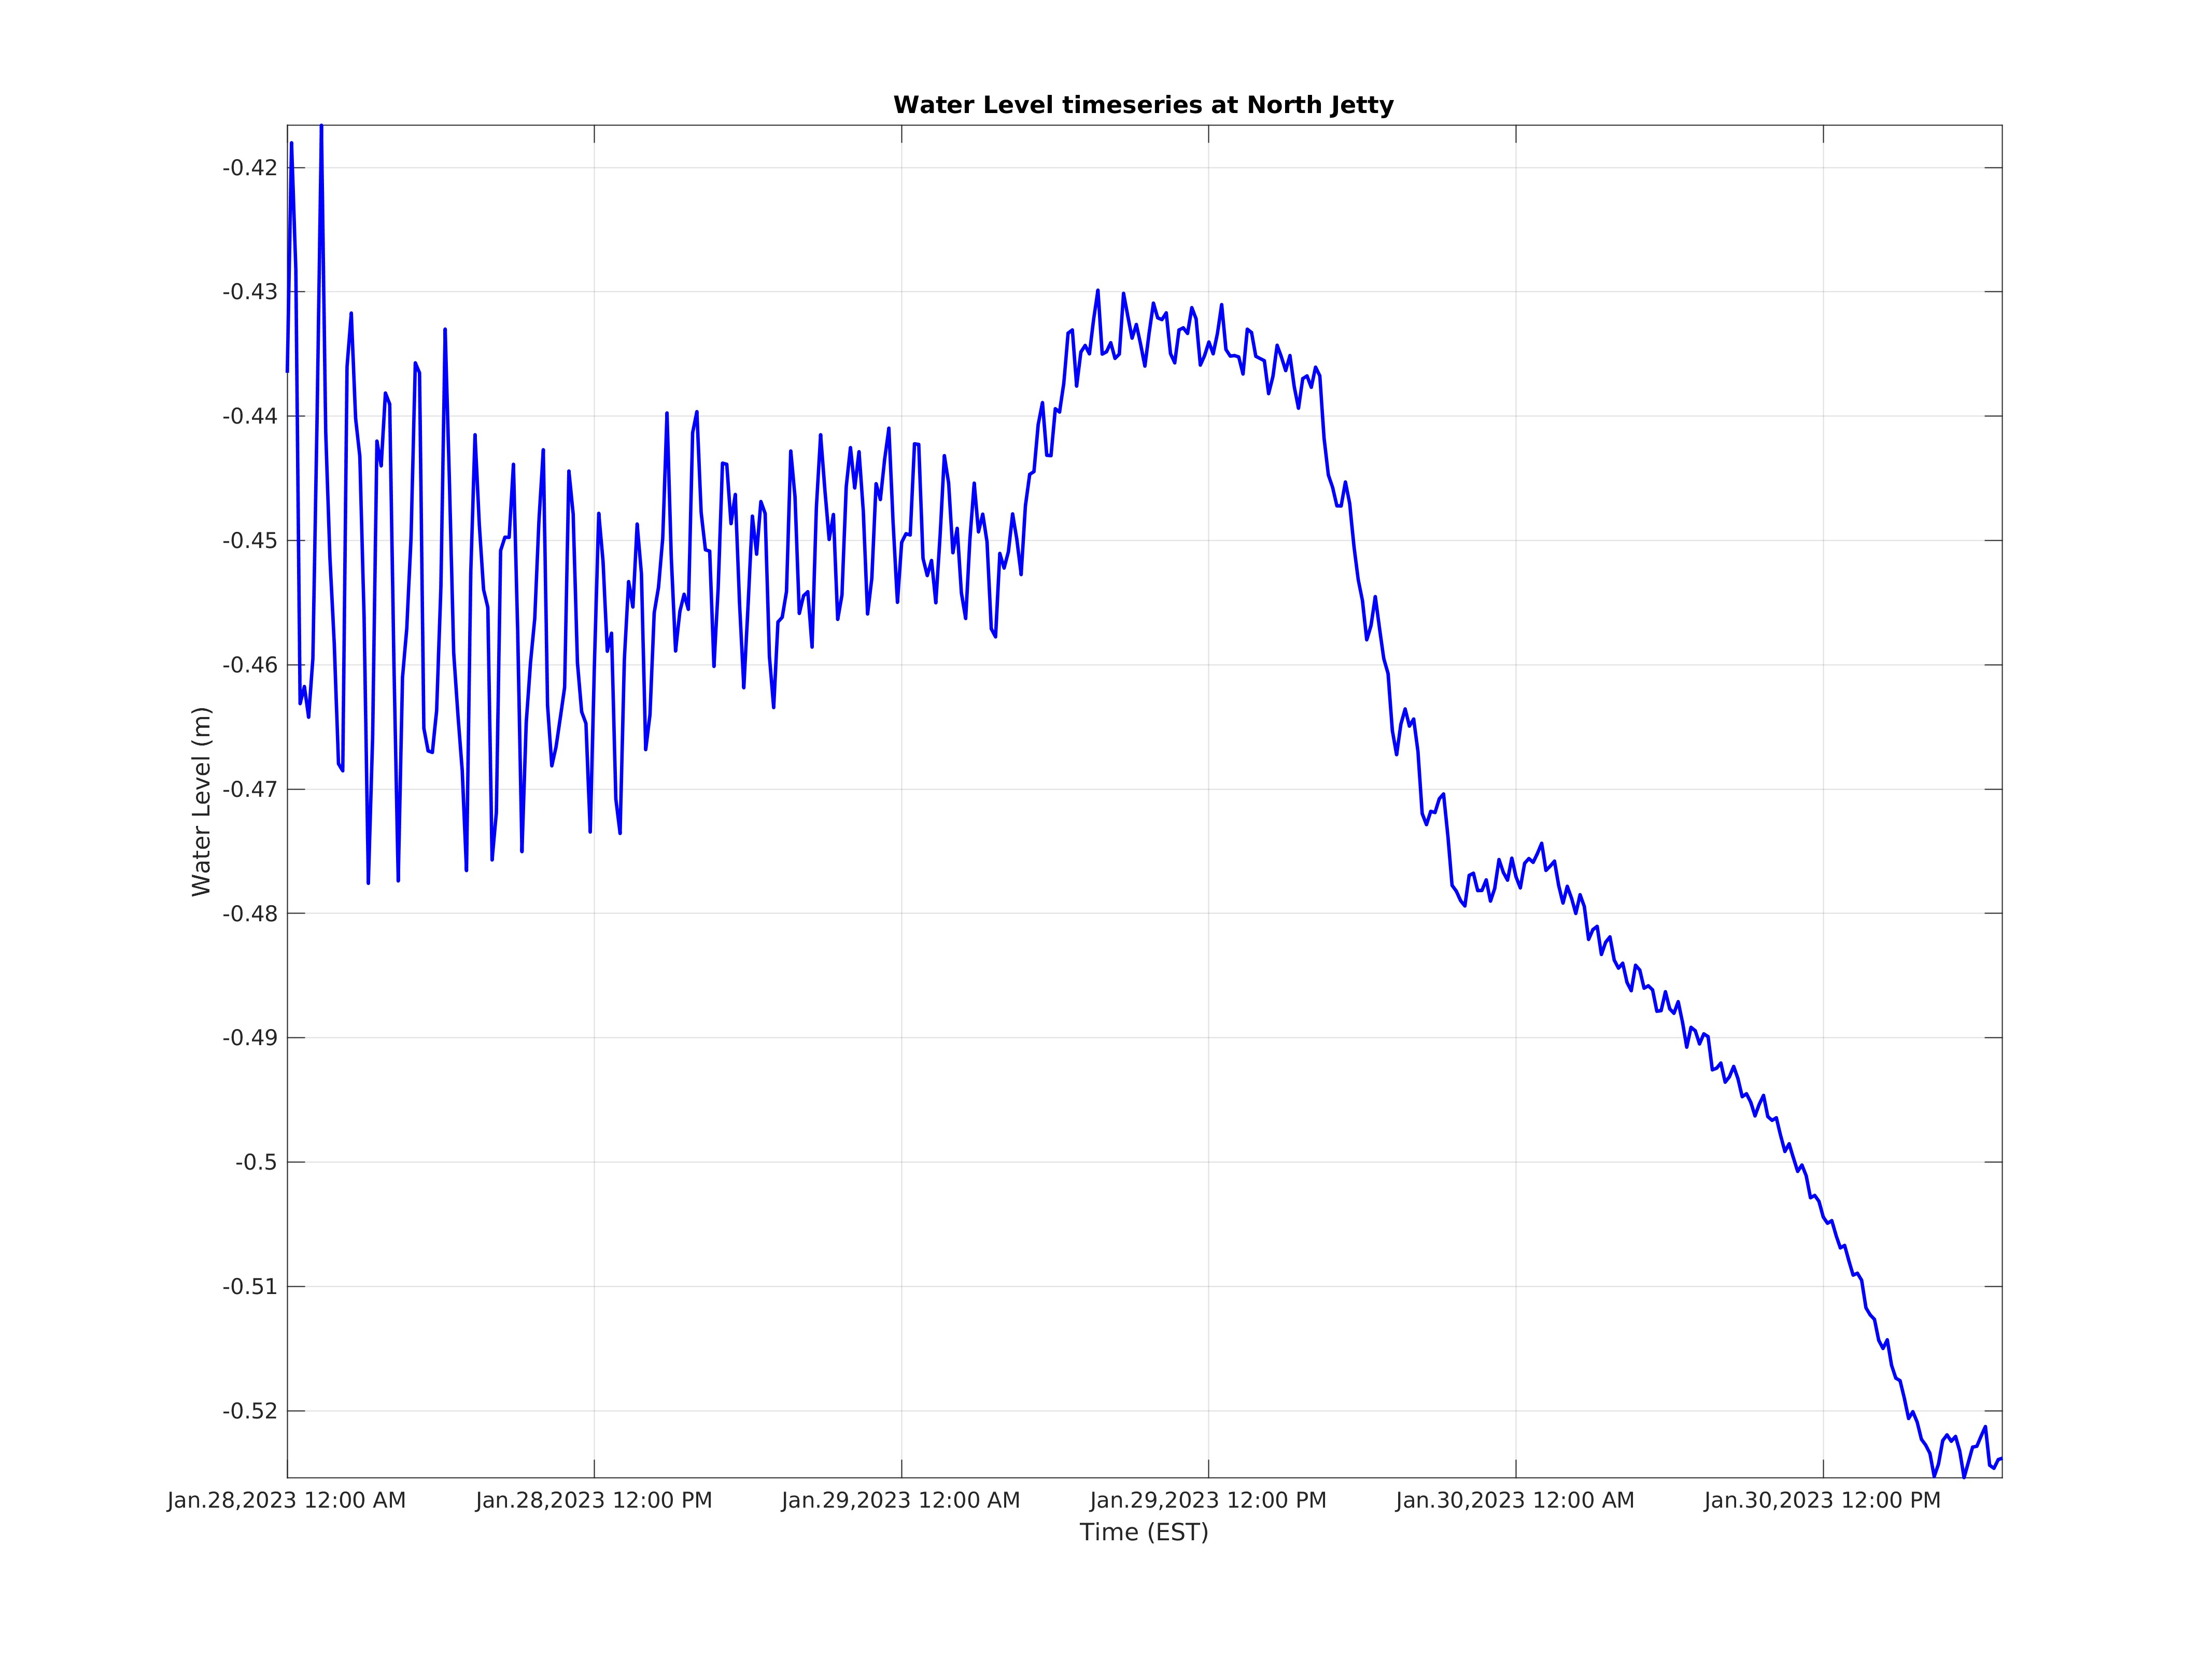 Water Level timeseries at North Jetty
-0.42
-0.43
-0.44
-0.45
-0.46
-0.47
-0.48
-0.49
-0.5
-0.51
-0.52
Water Level (m)
Jan.28,2023 12:00 AM
Jan.28,2023 12:00 PM
Jan.29,2023 12:00 AM
Jan.29,2023 12:00 PM
Jan.30,2023 12:00 AM
Jan.30,2023 12:00 PM
Time (EST)